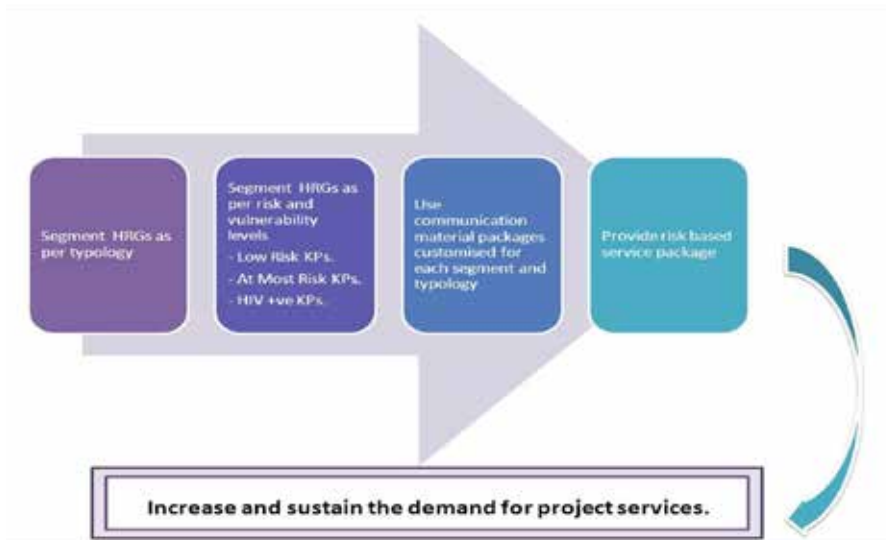 Segment HRGs as
per typology
Segment HRGs as
per risk and
vulnerability
levels
- Low Risk KPs.
- At Most Risk KPs.
- HIV +ve KPs.
Use
communication
material packages
customised for
each segment and
typology
Provide risk based
service package
Increase and sustain the demand for project services.